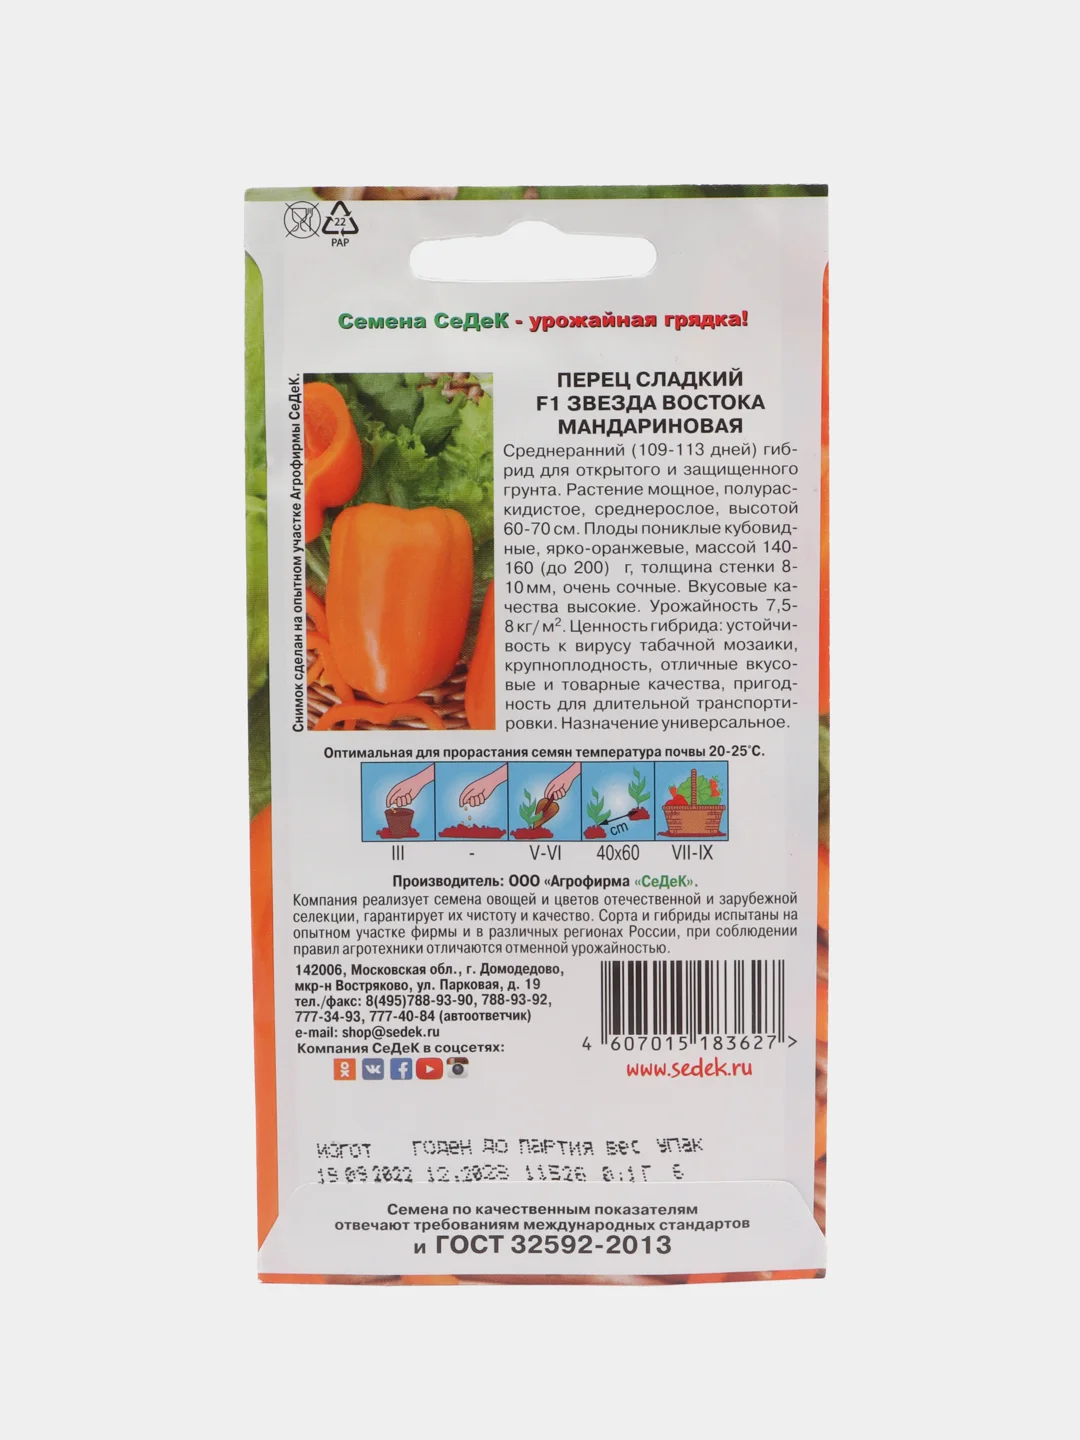 22
PAP
Семена СеДеК - урожайная грядка!
Снимок сделан на опытном участке Агрофирмы СеДеК.
ПЕРЕЦ СЛАДКИЙ
F1 ЗВЕЗДА ВОСТОКА
МАНДАРИНОВАЯ
Среднеранний (109-113 дней) гиб-
рид для открытого и защищенного
грунта. Растение мощное, полурас-
кидистое, среднерослое, высотой
60-70 см. Плоды пониклые кубовид-
ные, ярко-оранжевые, массой 140-
160 (до 200) г, толщина стенки 8-
10 мм, очень сочные. Вкусовые ка-
чества высокие. Урожайность 7,5-
8 кг/м². Ценность гибрида: устойчи-
вость к вирусу табачной мозаики,
крупноплодность, отличные вкусо-
вые и товарные качества, пригод-
ность для длительной транспорти-
ровки. Назначение универсальное.
Оптимальная для прорастания семян температура почвы 20-25°С.
cm
III - V-VI 40x60 VII-IX
Производитель: ООО «Агрофирма «СеДеК».
Компания реализует семена овощей и цветов отечественной и зарубежной
селекции, гарантирует их чистоту и качество. Сорта и гибриды испытаны на
опытном участке фирмы и в различных регионах России, при соблюдении
правил агротехники отличаются отменной урожайностью.
142006, Московская обл., г. Домодедово,
мкр-н Востряково, ул. Парковая, д. 19
тел./факс: 8(495)788-93-90, 788-93-92,
777-34-93, 777-40-84 (автоответчик)
e-mail: shop@sedek.ru
Компания СеДеК в соцсетях:
4 607015 183627 >
www.sedek.ru
ИЗГОТ ГОДЕН ДО ПАРТИЯ ВЕС УПАК
19.09.2022 12.2028 11526 0.1Г 6
Семена по качественным показателям
отвечают требованиям международных стандартов
и ГОСТ 32592-2013